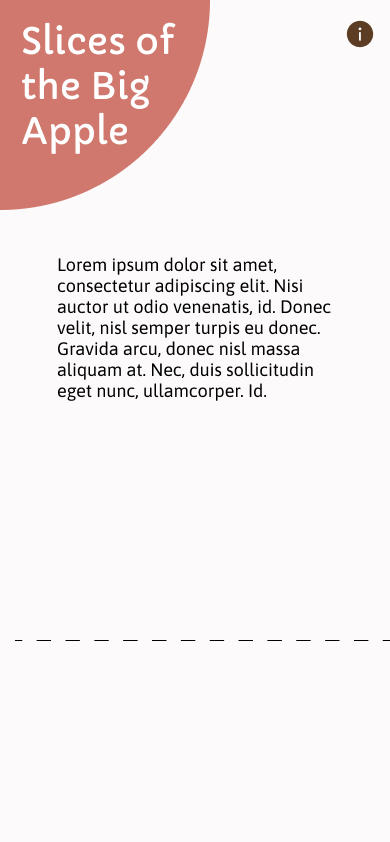 Slices of
the Big
Apple
i
Lorem ipsum dolor sit amet,
consectetur adipiscing elit. Nisi
auctor ut odio venenatis, id. Donec
velit, nisl semper turpis eu donec.
Gravida arcu, donec nisl massa
aliquam at. Nec, duis sollicitudin
eget nunc, ullamcorper. Id.